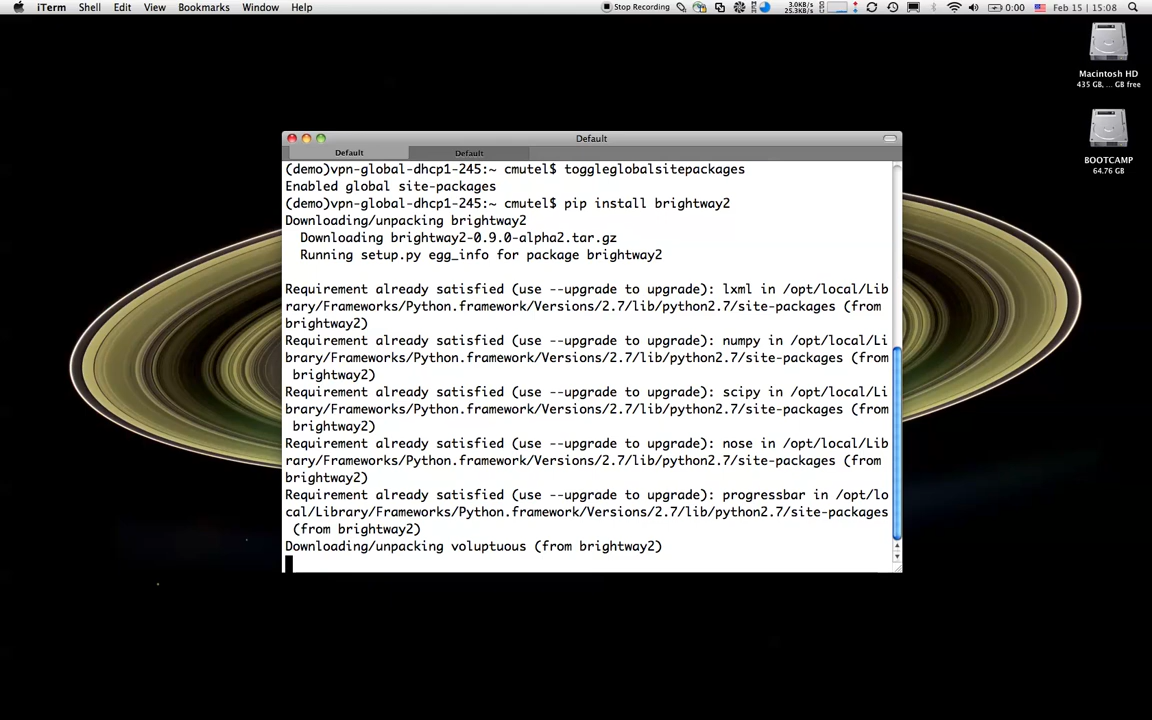 iTerm Shell Edit View Bookmarks Window Help
Stop Recording 3.0KB/s 25.3KB/s 0:00 Feb 15 | 15:08
Macintosh HD
435 GB, ... GB free
BOOTCAMP
64.76 GB
Default
Default Default
(demo)vpn-global-dhcp1-245:~ cmutel$ toggleglobalsitepackages
Enabled global site-packages
(demo)vpn-global-dhcp1-245:~ cmutel$ pip install brightway2
Downloading/unpacking brightway2
  Downloading brightway2-0.9.0-alpha2.tar.gz
  Running setup.py egg_info for package brightway2
Requirement already satisfied (use --upgrade to upgrade): lxml in /opt/local/Lib
rary/Frameworks/Python.framework/Versions/2.7/lib/python2.7/site-packages (from
brightway2)
Requirement already satisfied (use --upgrade to upgrade): numpy in /opt/local/Li
brary/Frameworks/Python.framework/Versions/2.7/lib/python2.7/site-packages (from
 brightway2)
Requirement already satisfied (use --upgrade to upgrade): scipy in /opt/local/Li
brary/Frameworks/Python.framework/Versions/2.7/lib/python2.7/site-packages (from
 brightway2)
Requirement already satisfied (use --upgrade to upgrade): nose in /opt/local/Lib
rary/Frameworks/Python.framework/Versions/2.7/lib/python2.7/site-packages (from
brightway2)
Requirement already satisfied (use --upgrade to upgrade): progressbar in /opt/lo
cal/Library/Frameworks/Python.framework/Versions/2.7/lib/python2.7/site-packages
 (from brightway2)
Downloading/unpacking voluptuous (from brightway2)